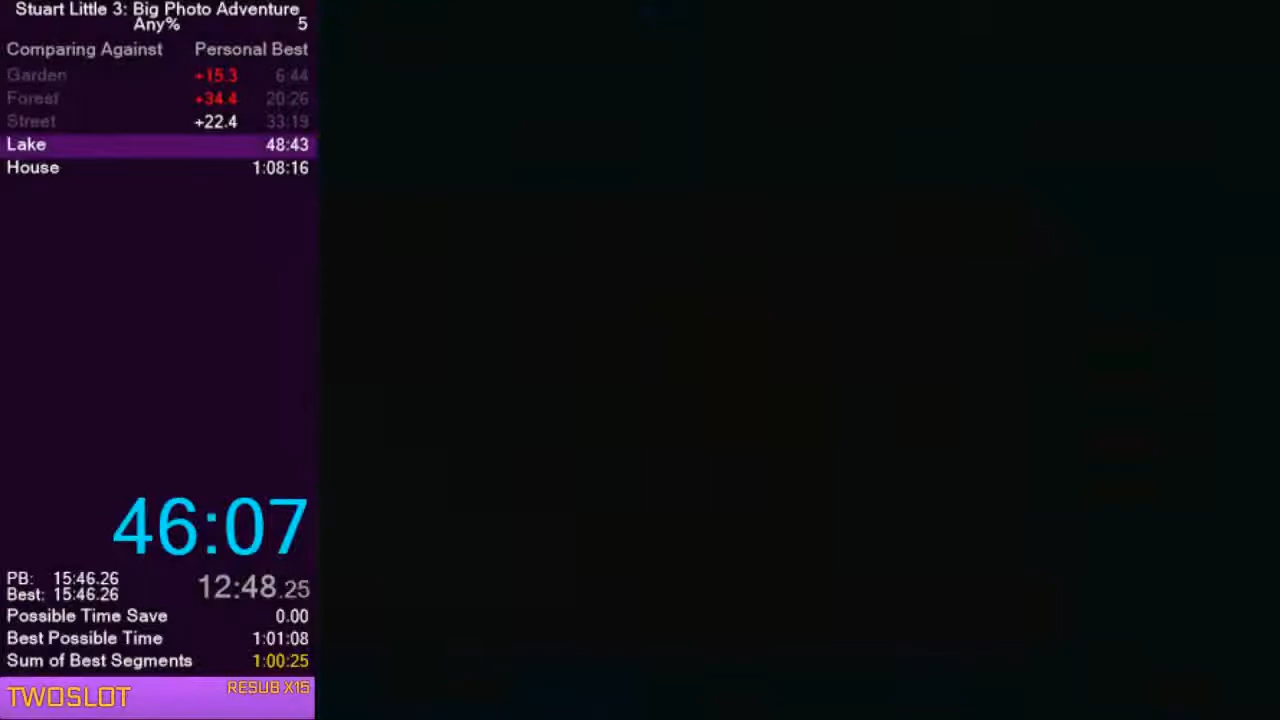 Stuart Little 3: Big Photo Adventure
Any% 5
Comparing Against Personal Best
Garden +15.3 6:44
Forest +34.4 20:26
Street +22.4 33:19
Lake 48:43
House 1:08:16
46:07
PB: 15:46.26
Best: 15:46.26
12:48.25
Possible Time Save 0.00
Best Possible Time 1:01:08
Sum of Best Segments 1:00:25
TWOSLOT RESUB X15